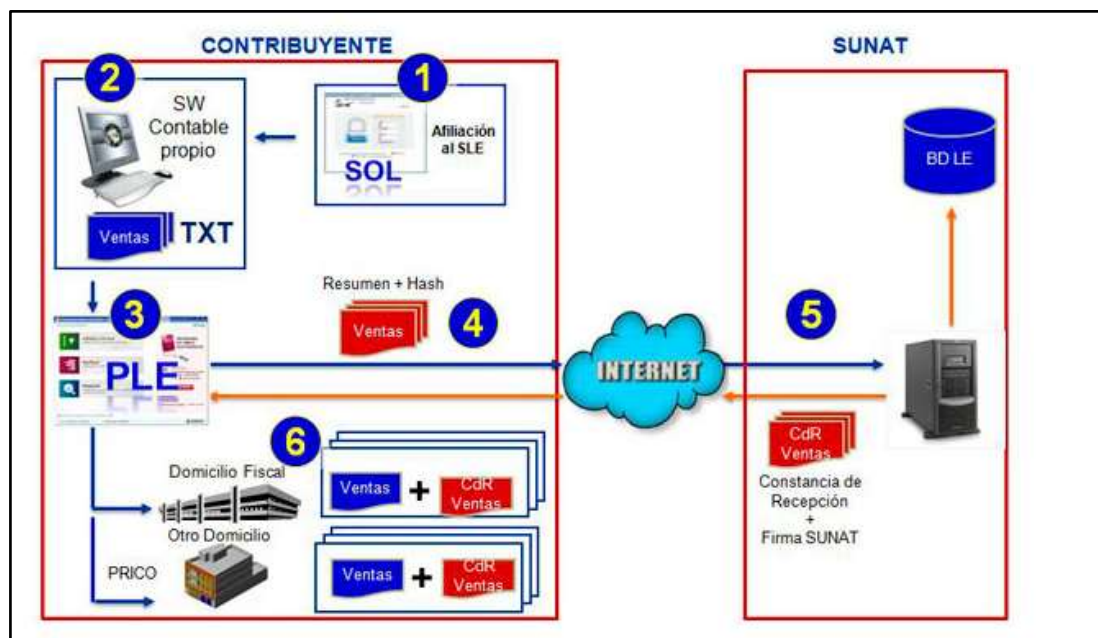 CONTRIBUYENTE
SUNAT
2
SW
Contable
propio
Ventas
TXT
1
SOL
Afiliación
al SLE
BD LE
3
PLE
Resumen + Hash
Ventas
4
INTERNET
5
CdR
Ventas
Constancia de
Recepción
+
Firma SUNAT
6
Domicilio Fiscal
Ventas
+
CdR
Ventas
Otro Domicilio
PRICO
Ventas
+
CdR
Ventas